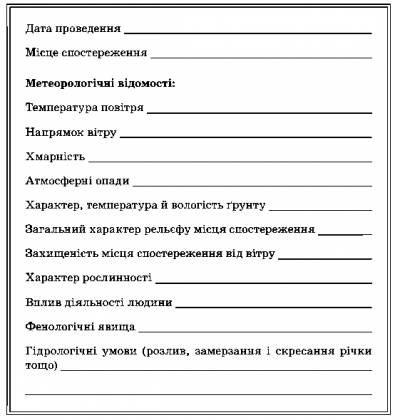 Дата проведення
Місце спостереження
Метеорологічні відомості:
Температура повітря
Напрямок вітру
Хмарність
Атмосферні опади
Характер, температура й вологість ґрунту
Загальний характер рельєфу місця спостереження
Захищеність місця спостереження від вітру
Характер рослинності
Вплив діяльності людини
Фенологічні явища
Гідрологічні умови (розлив, замерзання і скресання річки
тощо)